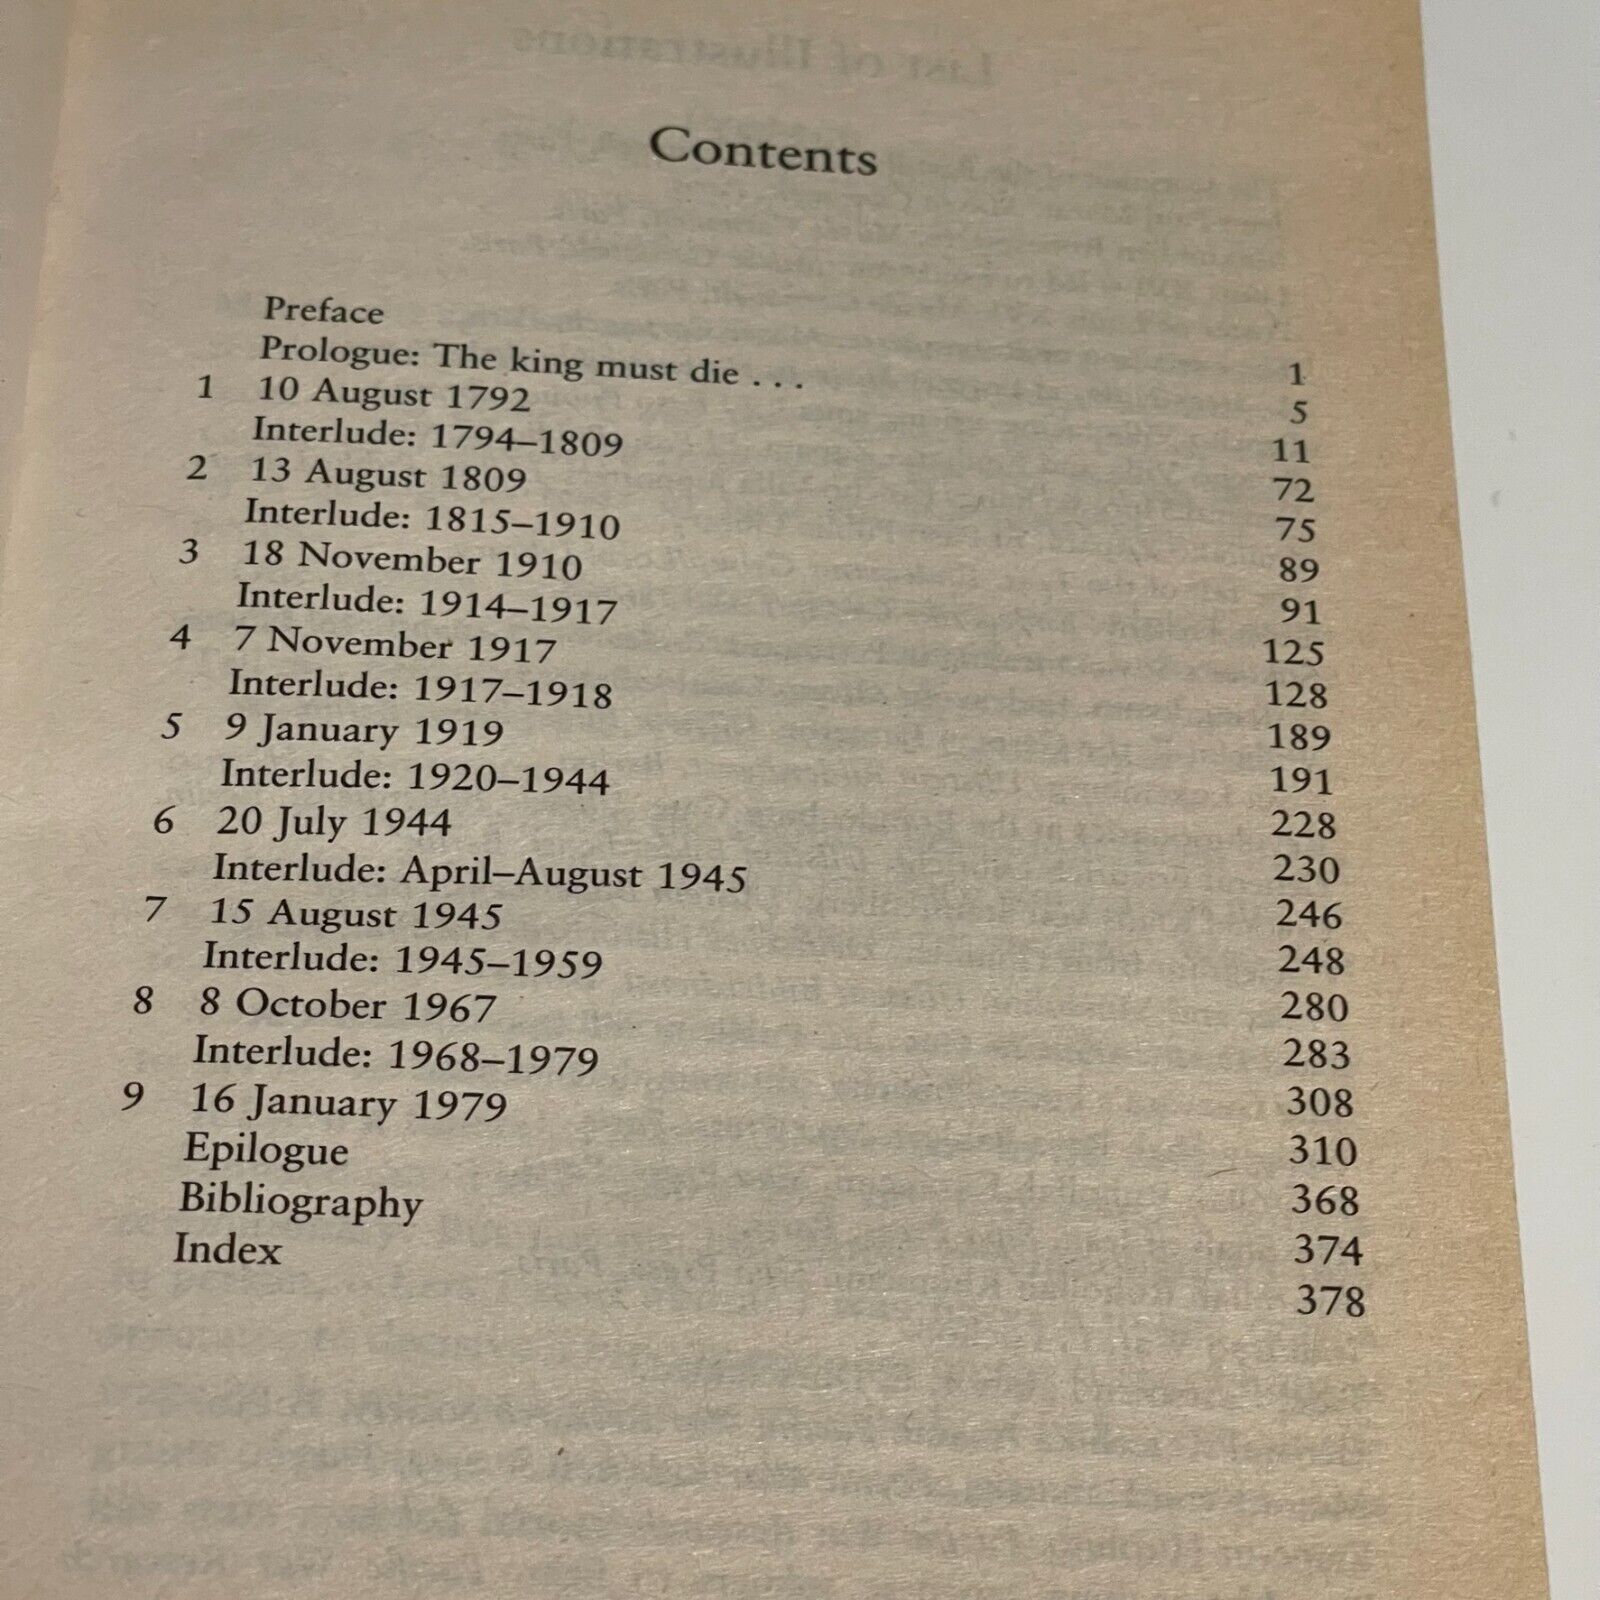 Contents
Preface 1
Prologue: The king must die . . . 5
1 10 August 1792 11
Interlude: 1794–1809 72
2 13 August 1809 75
Interlude: 1815–1910 89
3 18 November 1910 91
Interlude: 1914–1917 125
4 7 November 1917 128
Interlude: 1917–1918 189
5 9 January 1919 191
Interlude: 1920–1944 228
6 20 July 1944 230
Interlude: April–August 1945 246
7 15 August 1945 248
Interlude: 1945–1959 280
8 8 October 1967 283
Interlude: 1968–1979 308
9 16 January 1979 310
Epilogue 368
Bibliography 374
Index 378